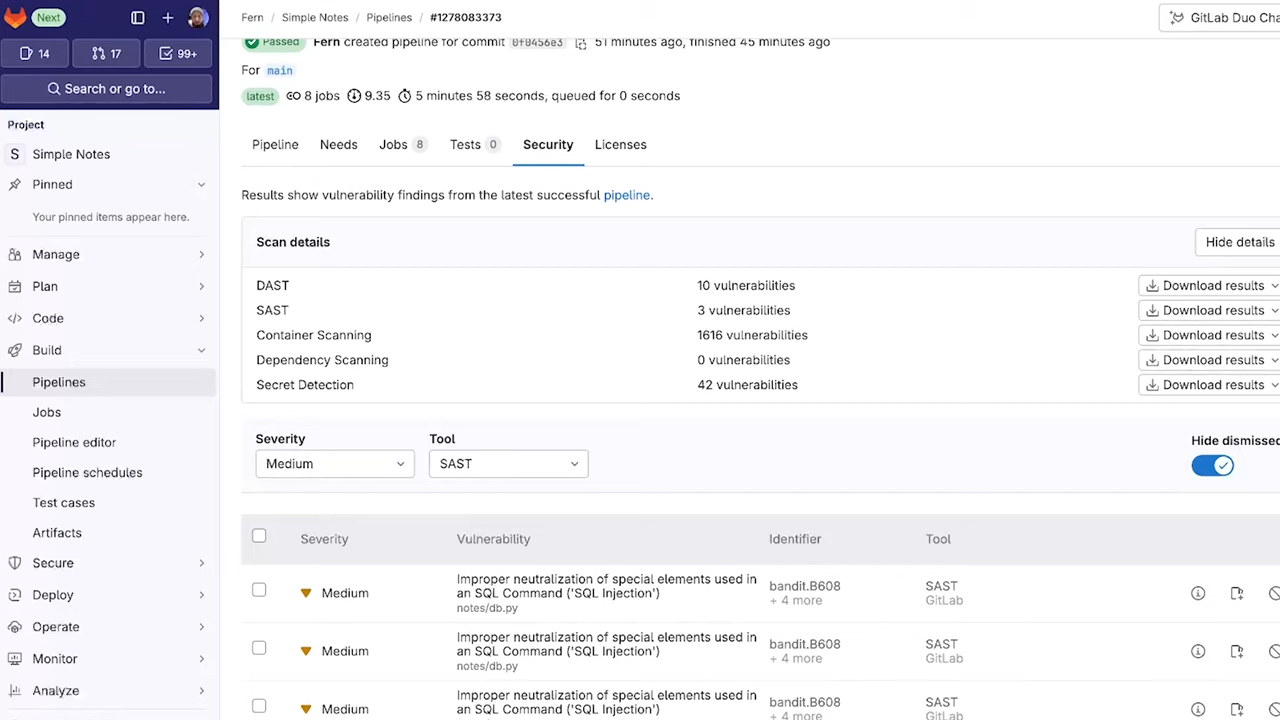 Next
Fern / Simple Notes / Pipelines / #1278083373
GitLab Duo Cha
14 17 99+
Passed Fern created pipeline for commit 0f0456e3 51 minutes ago, finished 45 minutes ago
For main
Search or go to...
latest 8 jobs 9.35 5 minutes 58 seconds, queued for 0 seconds
Project
S Simple Notes
Pinned
Your pinned items appear here.
Manage
Plan
Code
Build
Pipelines
Jobs
Pipeline editor
Pipeline schedules
Test cases
Artifacts
Secure
Deploy
Operate
Monitor
Analyze
Pipeline Needs Jobs 8 Tests 0 Security Licenses
Results show vulnerability findings from the latest successful pipeline.
Scan details Hide details
DAST 10 vulnerabilities Download results
SAST 3 vulnerabilities Download results
Container Scanning 1616 vulnerabilities Download results
Dependency Scanning 0 vulnerabilities Download results
Secret Detection 42 vulnerabilities Download results
Severity Tool Hide dismissed
Medium SAST
Severity Vulnerability Identifier Tool
Medium Improper neutralization of special elements used in
an SQL Command ('SQL Injection')
notes/db.py
bandit.B608
+ 4 more
SAST
GitLab
Medium Improper neutralization of special elements used in
an SQL Command ('SQL Injection')
notes/db.py
bandit.B608
+ 4 more
SAST
GitLab
Medium Improper neutralization of special elements used in
an SQL Command ('SQL Injection')
bandit.B608
+ 4 more
SAST
GitLab